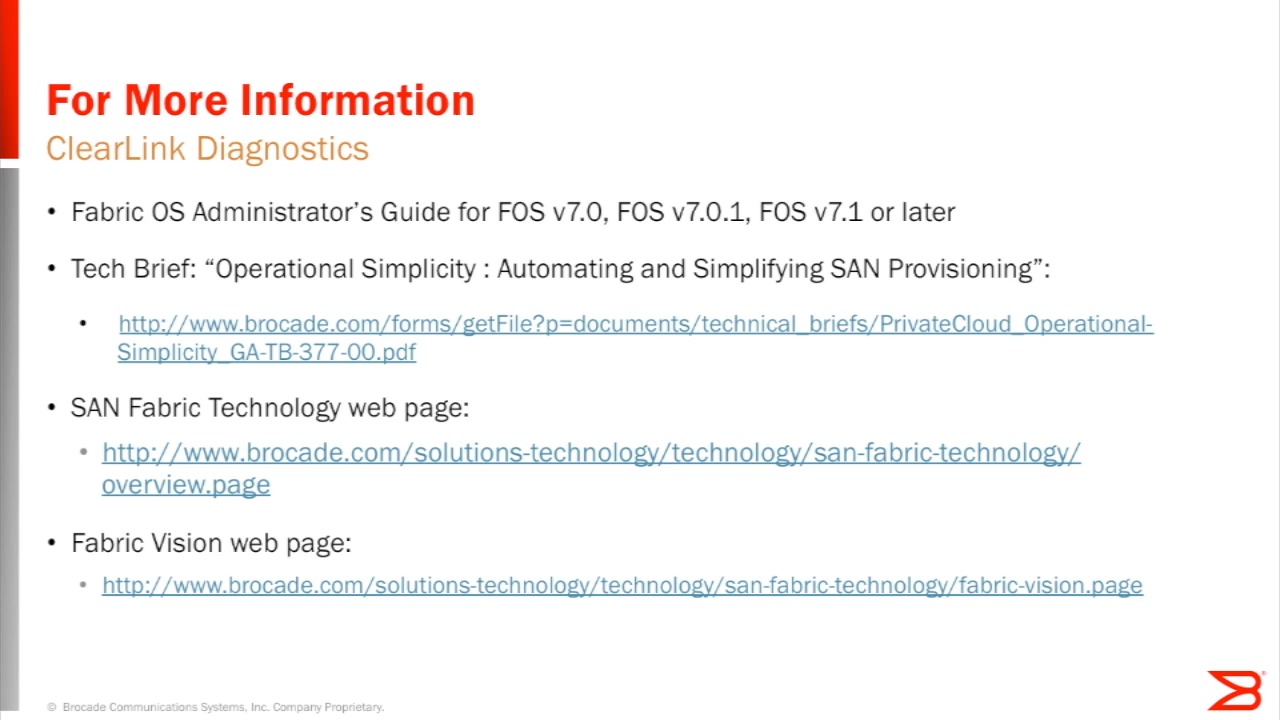 For More Information
ClearLink Diagnostics
• Fabric OS Administrator’s Guide for FOS v7.0, FOS v7.0.1, FOS v7.1 or later
• Tech Brief: “Operational Simplicity : Automating and Simplifying SAN Provisioning”:
• http://www.brocade.com/forms/getFile?p=documents/technical_briefs/PrivateCloud_Operational-
Simplicity_GA-TB-377-00.pdf
• SAN Fabric Technology web page:
• http://www.brocade.com/solutions-technology/technology/san-fabric-technology/
overview.page
• Fabric Vision web page:
• http://www.brocade.com/solutions-technology/technology/san-fabric-technology/fabric-vision.page
© Brocade Communications Systems, Inc. Company Proprietary.